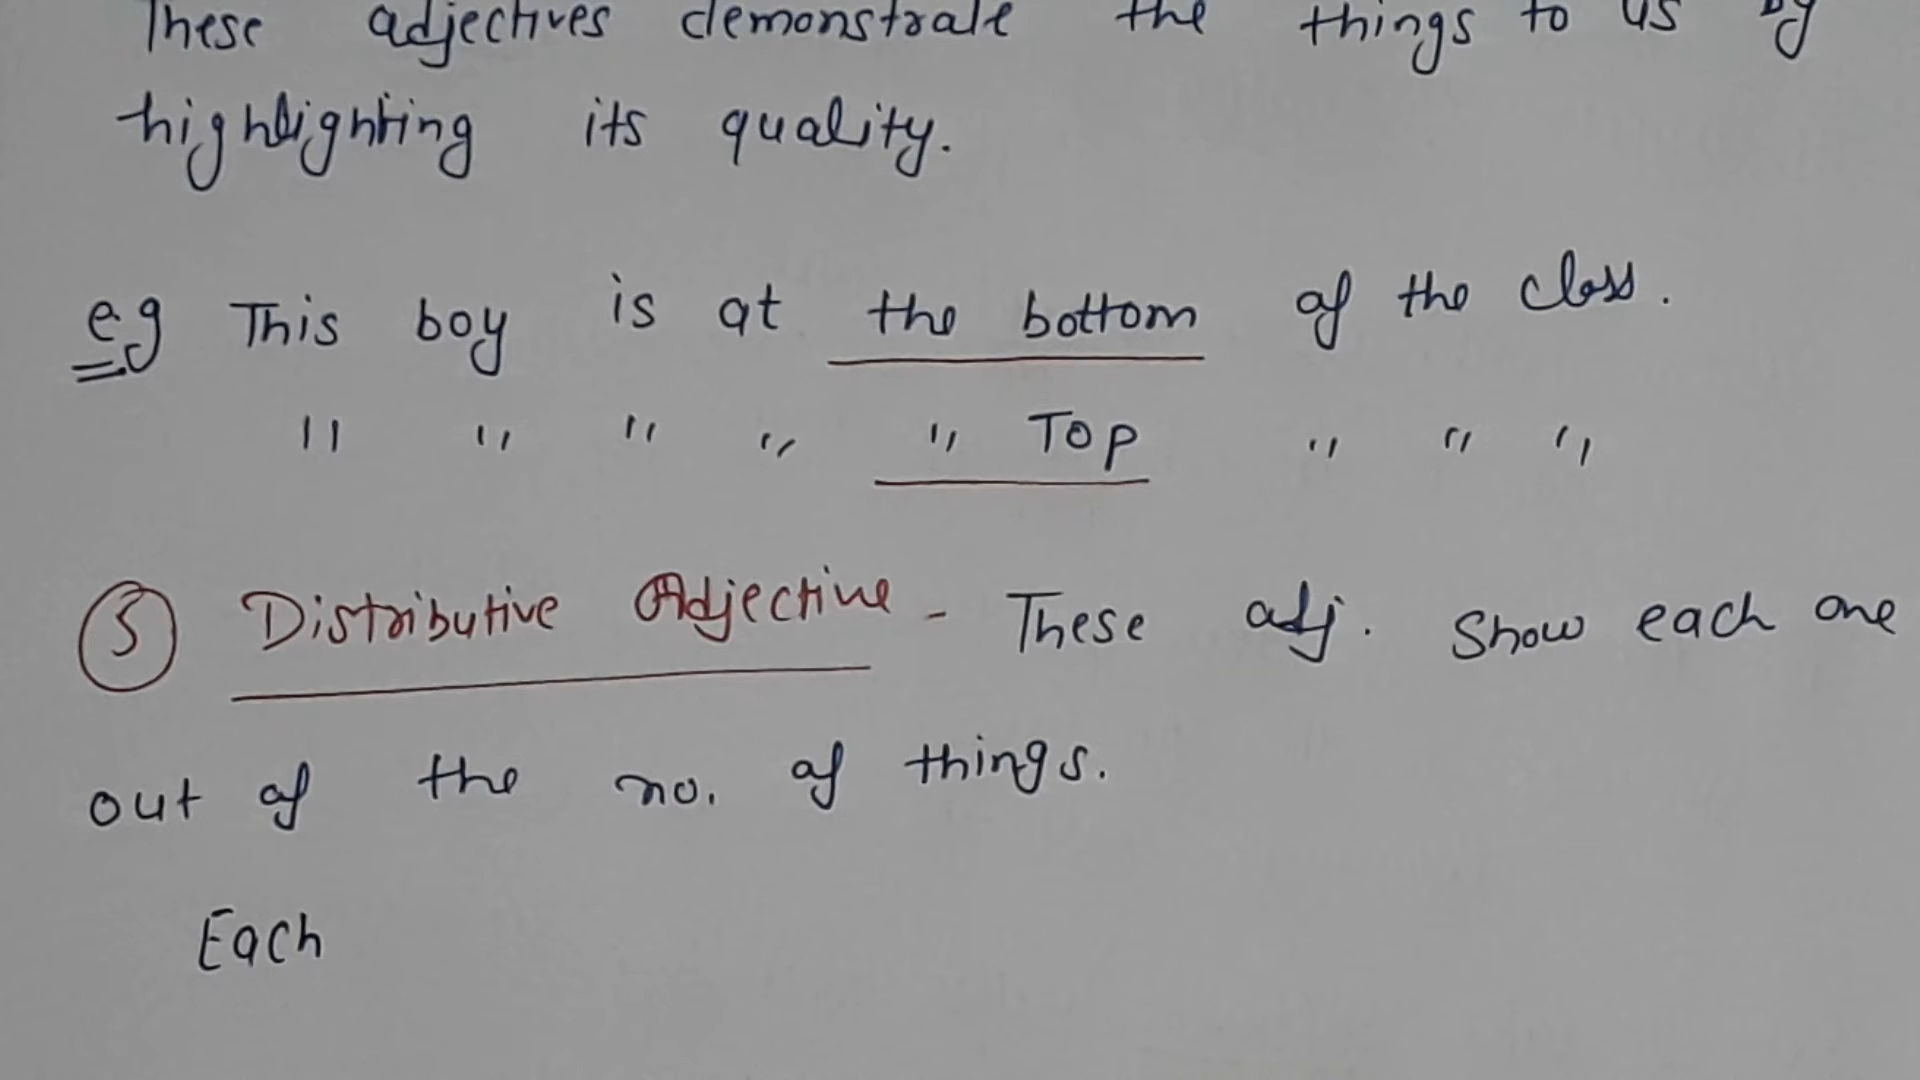 These adjectives demonstrate the things to us by
highlighting its quality.
eg This boy is at the bottom of the class.
" " " " " Top " " "
5 Distributive Adjective - These adj. Show each one
out of the no. of things.
Each